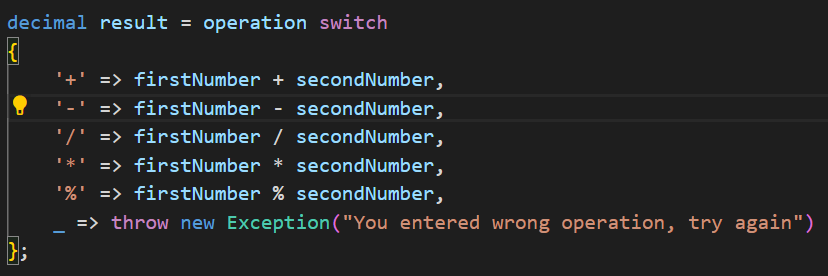 decimal result = operation switch
{
'+' => firstNumber + secondNumber,
'-' => firstNumber - secondNumber,
'/' => firstNumber / secondNumber,
'*' => firstNumber * secondNumber,
'%' => firstNumber % secondNumber,
_ => throw new Exception("You entered wrong operation, try again")
};